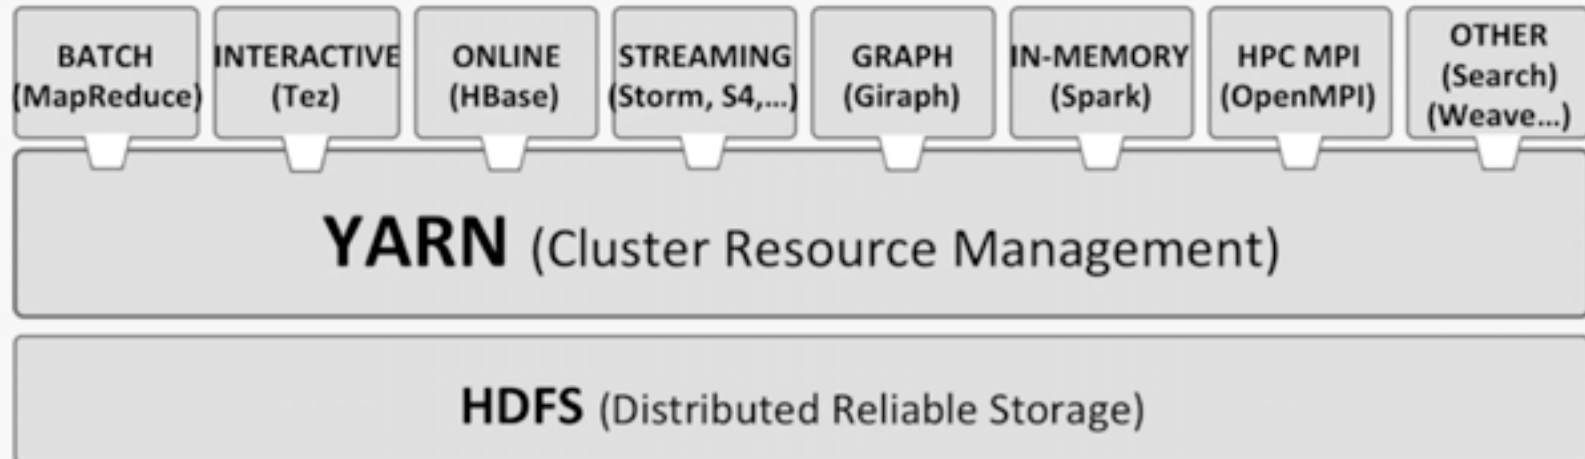 BATCH
(MapReduce)
INTERACTIVE
(Tez)
ONLINE
(HBase)
STREAMING
(Storm, S4,...)
GRAPH
(Giraph)
IN-MEMORY
(Spark)
HPC MPI
(OpenMPI)
OTHER
(Search)
(Weave...)
YARN (Cluster Resource Management)
HDFS (Distributed Reliable Storage)